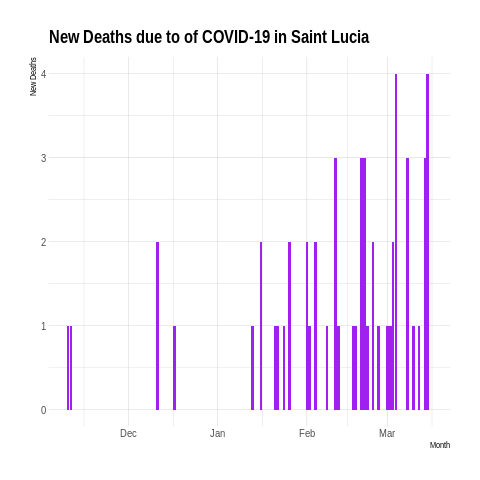 New Deaths due to of COVID-19 in Saint Lucia
New Deaths
4
3
2
1
0
Dec Jan Feb Mar
Month